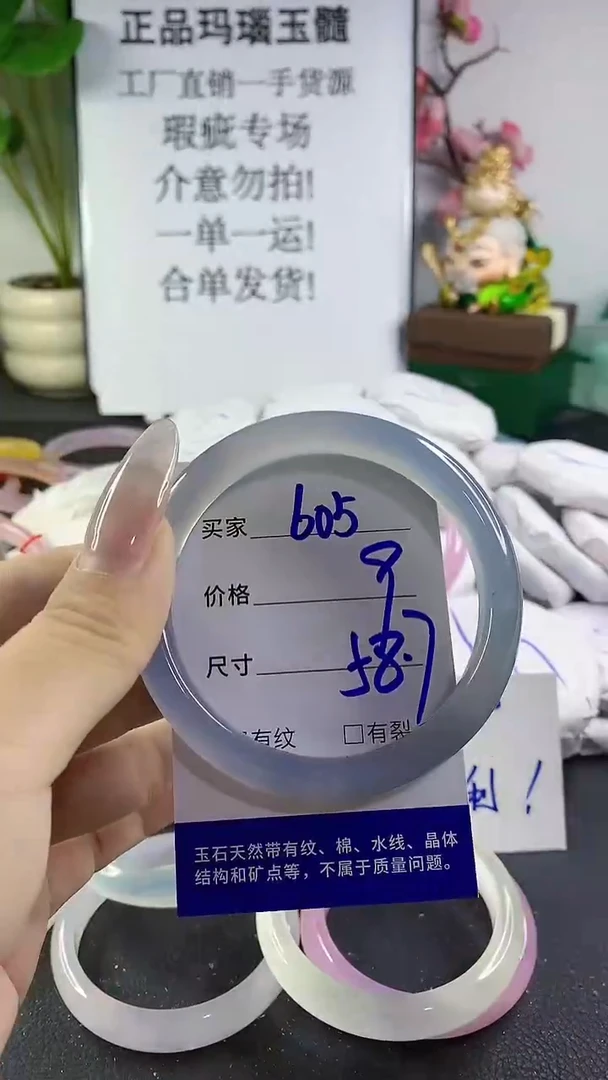 正品玛瑙玉髓
工厂直销一手货源
瑕疵专场
介意勿拍!
一单一运!
合单发货!
买家 605
价格 9
尺寸 58.7
有纹 □有裂
玉石天然带有纹、棉、水线、晶体
结构和矿点等，不属于质量问题。